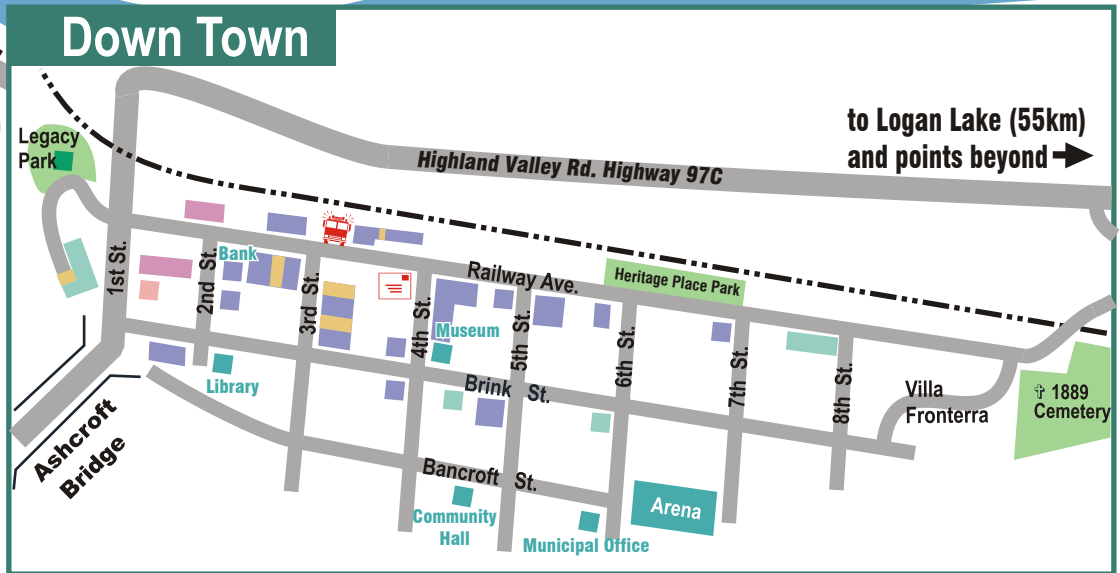 Down Town
Legacy
Park
to Logan Lake (55km)
and points beyond
Highland Valley Rd. Highway 97C
1st St.
2nd St.
Bank
3rd St.
4th St.
Railway Ave.
Heritage Place Park
Museum
5th St.
6th St.
7th St.
8th St.
Library
Brink St.
Villa
Fronterra
✞ 1889
Cemetery
Ashcroft
Bridge
Bancroft St.
Community
Hall
Municipal Office
Arena